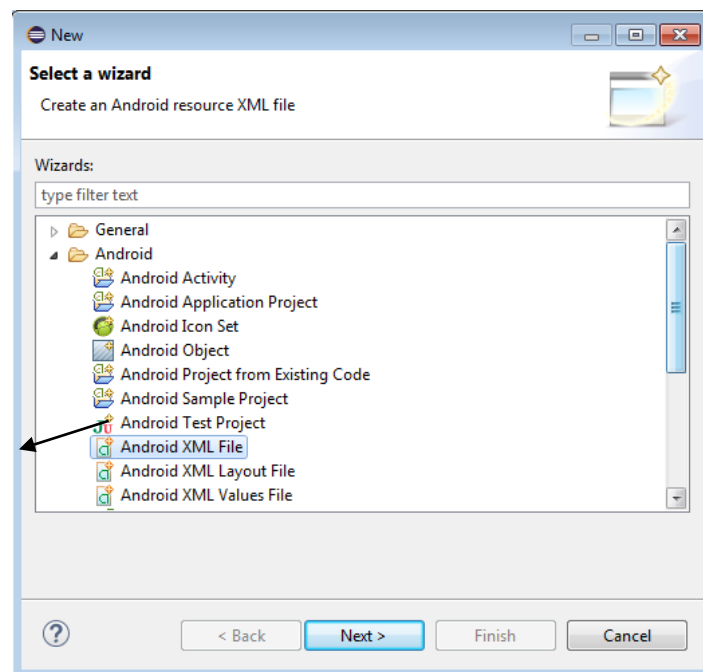 New
Select a wizard
Create an Android resource XML file
Wizards:
type filter text
General
Android
Android Activity
Android Application Project
Android Icon Set
Android Object
Android Project from Existing Code
Android Sample Project
Android Test Project
Android XML File
Android XML Layout File
Android XML Values File
? < Back Next > Finish Cancel